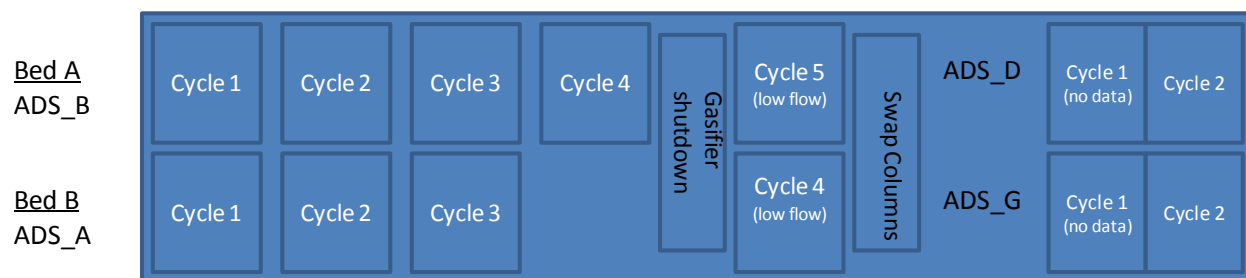 Bed A
ADS_B
Cycle 1
Cycle 2
Cycle 3
Cycle 4
Gasifier
shutdown
Cycle 5
(low flow)
Swap Columns
ADS_D
Cycle 1
(no data)
Cycle 2
Bed B
ADS_A
Cycle 1
Cycle 2
Cycle 3
Cycle 4
(low flow)
ADS_G
Cycle 1
(no data)
Cycle 2